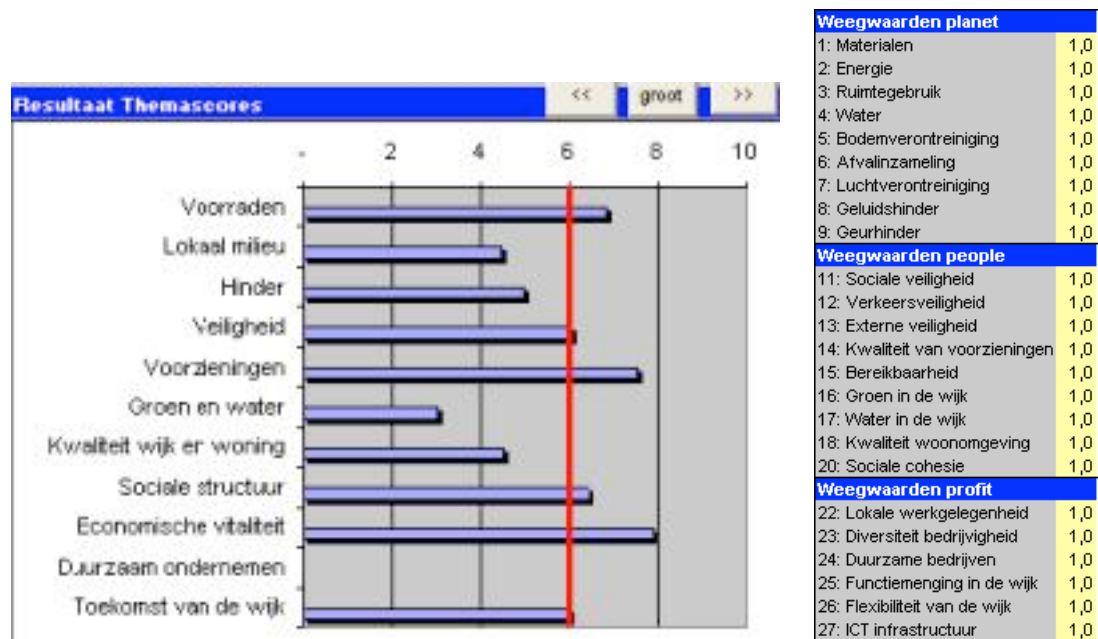 Resultaat Themascores
<< groot >>
- 2 4 6 8 10
Voorraden
Lokaal milieu
Hinder
Veiligheid
Voorzieningen
Groen en water
Kwaliteit wijk en woning
Sociale structuur
Economische vitaliteit
Duurzaam ondernemen
Toekomst van de wijk
Weegwaarden planet
1: Materialen 1,0
2: Energie 1,0
3: Ruimtegebruik 1,0
4: Water 1,0
5: Bodemverontreiniging 1,0
6: Afvalinzameling 1,0
7: Luchtverontreiniging 1,0
8: Geluidshinder 1,0
9: Geurhinder 1,0
Weegwaarden people
11: Sociale veiligheid 1,0
12: Verkeersveiligheid 1,0
13: Externe veiligheid 1,0
14: Kwaliteit van voorzieningen 1,0
15: Bereikbaarheid 1,0
16: Groen in de wijk 1,0
17: Water in de wijk 1,0
18: Kwaliteit woonomgeving 1,0
20: Sociale cohesie 1,0
Weegwaarden profit
22: Lokale werkgelegenheid 1,0
23: Diversiteit bedrijvigheid 1,0
24: Duurzame bedrijven 1,0
25: Functiemenging in de wijk 1,0
26: Flexibiliteit van de wijk 1,0
27: ICT infrastructuur 1,0